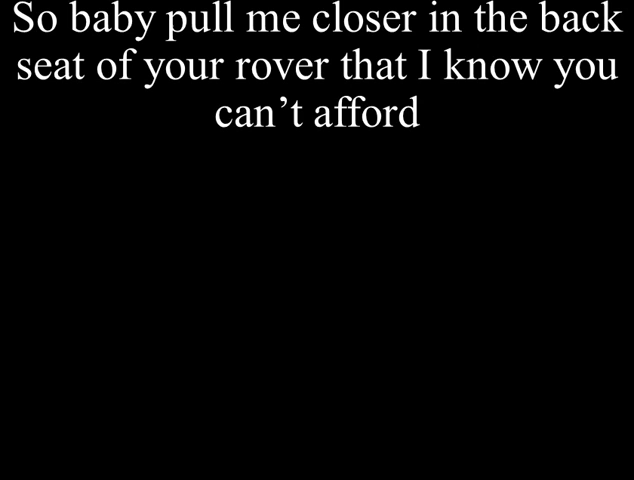 So baby pull me closer in the back
seat of your rover that I know you
can’t afford